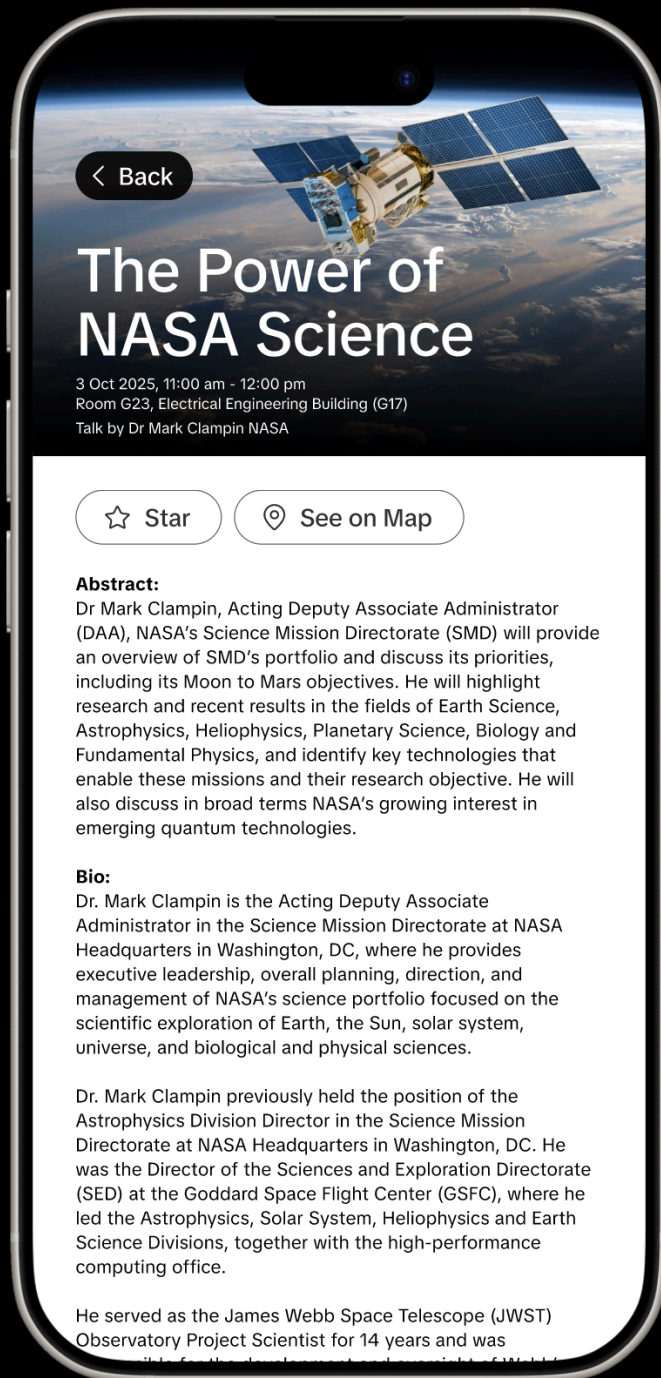 Back
The Power of
NASA Science
3 Oct 2025, 11:00 am - 12:00 pm
Room G23, Electrical Engineering Building (G17)
Talk by Dr Mark Clampin NASA
Star
See on Map
Abstract:
Dr Mark Clampin, Acting Deputy Associate Administrator
(DAA), NASA’s Science Mission Directorate (SMD) will provide
an overview of SMD’s portfolio and discuss its priorities,
including its Moon to Mars objectives. He will highlight
research and recent results in the fields of Earth Science,
Astrophysics, Heliophysics, Planetary Science, Biology and
Fundamental Physics, and identify key technologies that
enable these missions and their research objective. He will
also discuss in broad terms NASA’s growing interest in
emerging quantum technologies.
Bio:
Dr. Mark Clampin is the Acting Deputy Associate
Administrator in the Science Mission Directorate at NASA
Headquarters in Washington, DC, where he provides
executive leadership, overall planning, direction, and
management of NASA’s science portfolio focused on the
scientific exploration of Earth, the Sun, solar system,
universe, and biological and physical sciences.
Dr. Mark Clampin previously held the position of the
Astrophysics Division Director in the Science Mission
Directorate at NASA Headquarters in Washington, DC. He
was the Director of the Sciences and Exploration Directorate
(SED) at the Goddard Space Flight Center (GSFC), where he
led the Astrophysics, Solar System, Heliophysics and Earth
Science Divisions, together with the high-performance
computing office.
He served as the James Webb Space Telescope (JWST)
Observatory Project Scientist for 14 years and was
for the development and oversight of